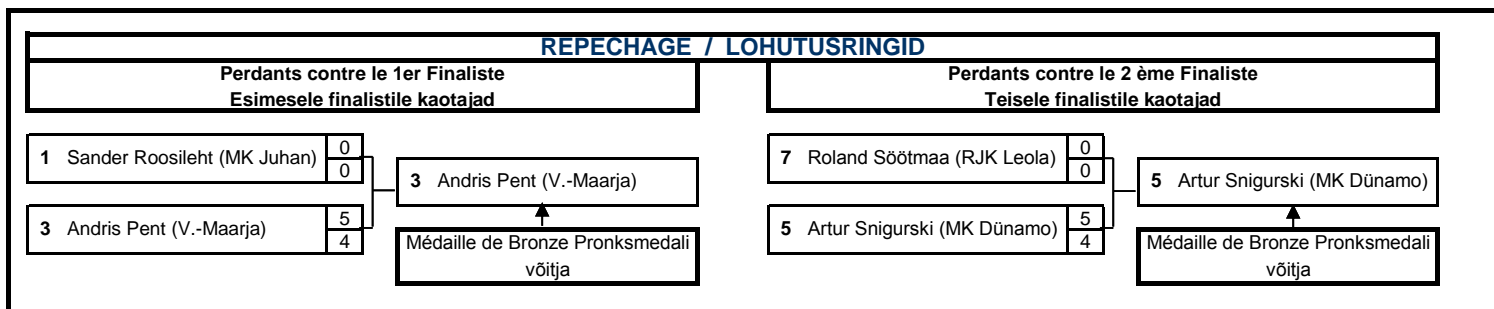 REPECHAGE / LOHUTUSRINGID
Perdants contre le 1er Finaliste
Esimesele finalistile kaotajad
Perdants contre le 2 ème Finaliste
Teisele finalistile kaotajad
1 Sander Roosileht (MK Juhan) 0
0
3 Andris Pent (V.-Maarja)
3 Andris Pent (V.-Maarja) 5
4
Médaille de Bronze Pronksmedali
võitja
7 Roland Söötmaa (RJK Leola) 0
0
5 Artur Snigurski (MK Dünamo)
5 Artur Snigurski (MK Dünamo) 5
4
Médaille de Bronze Pronksmedali
võitja